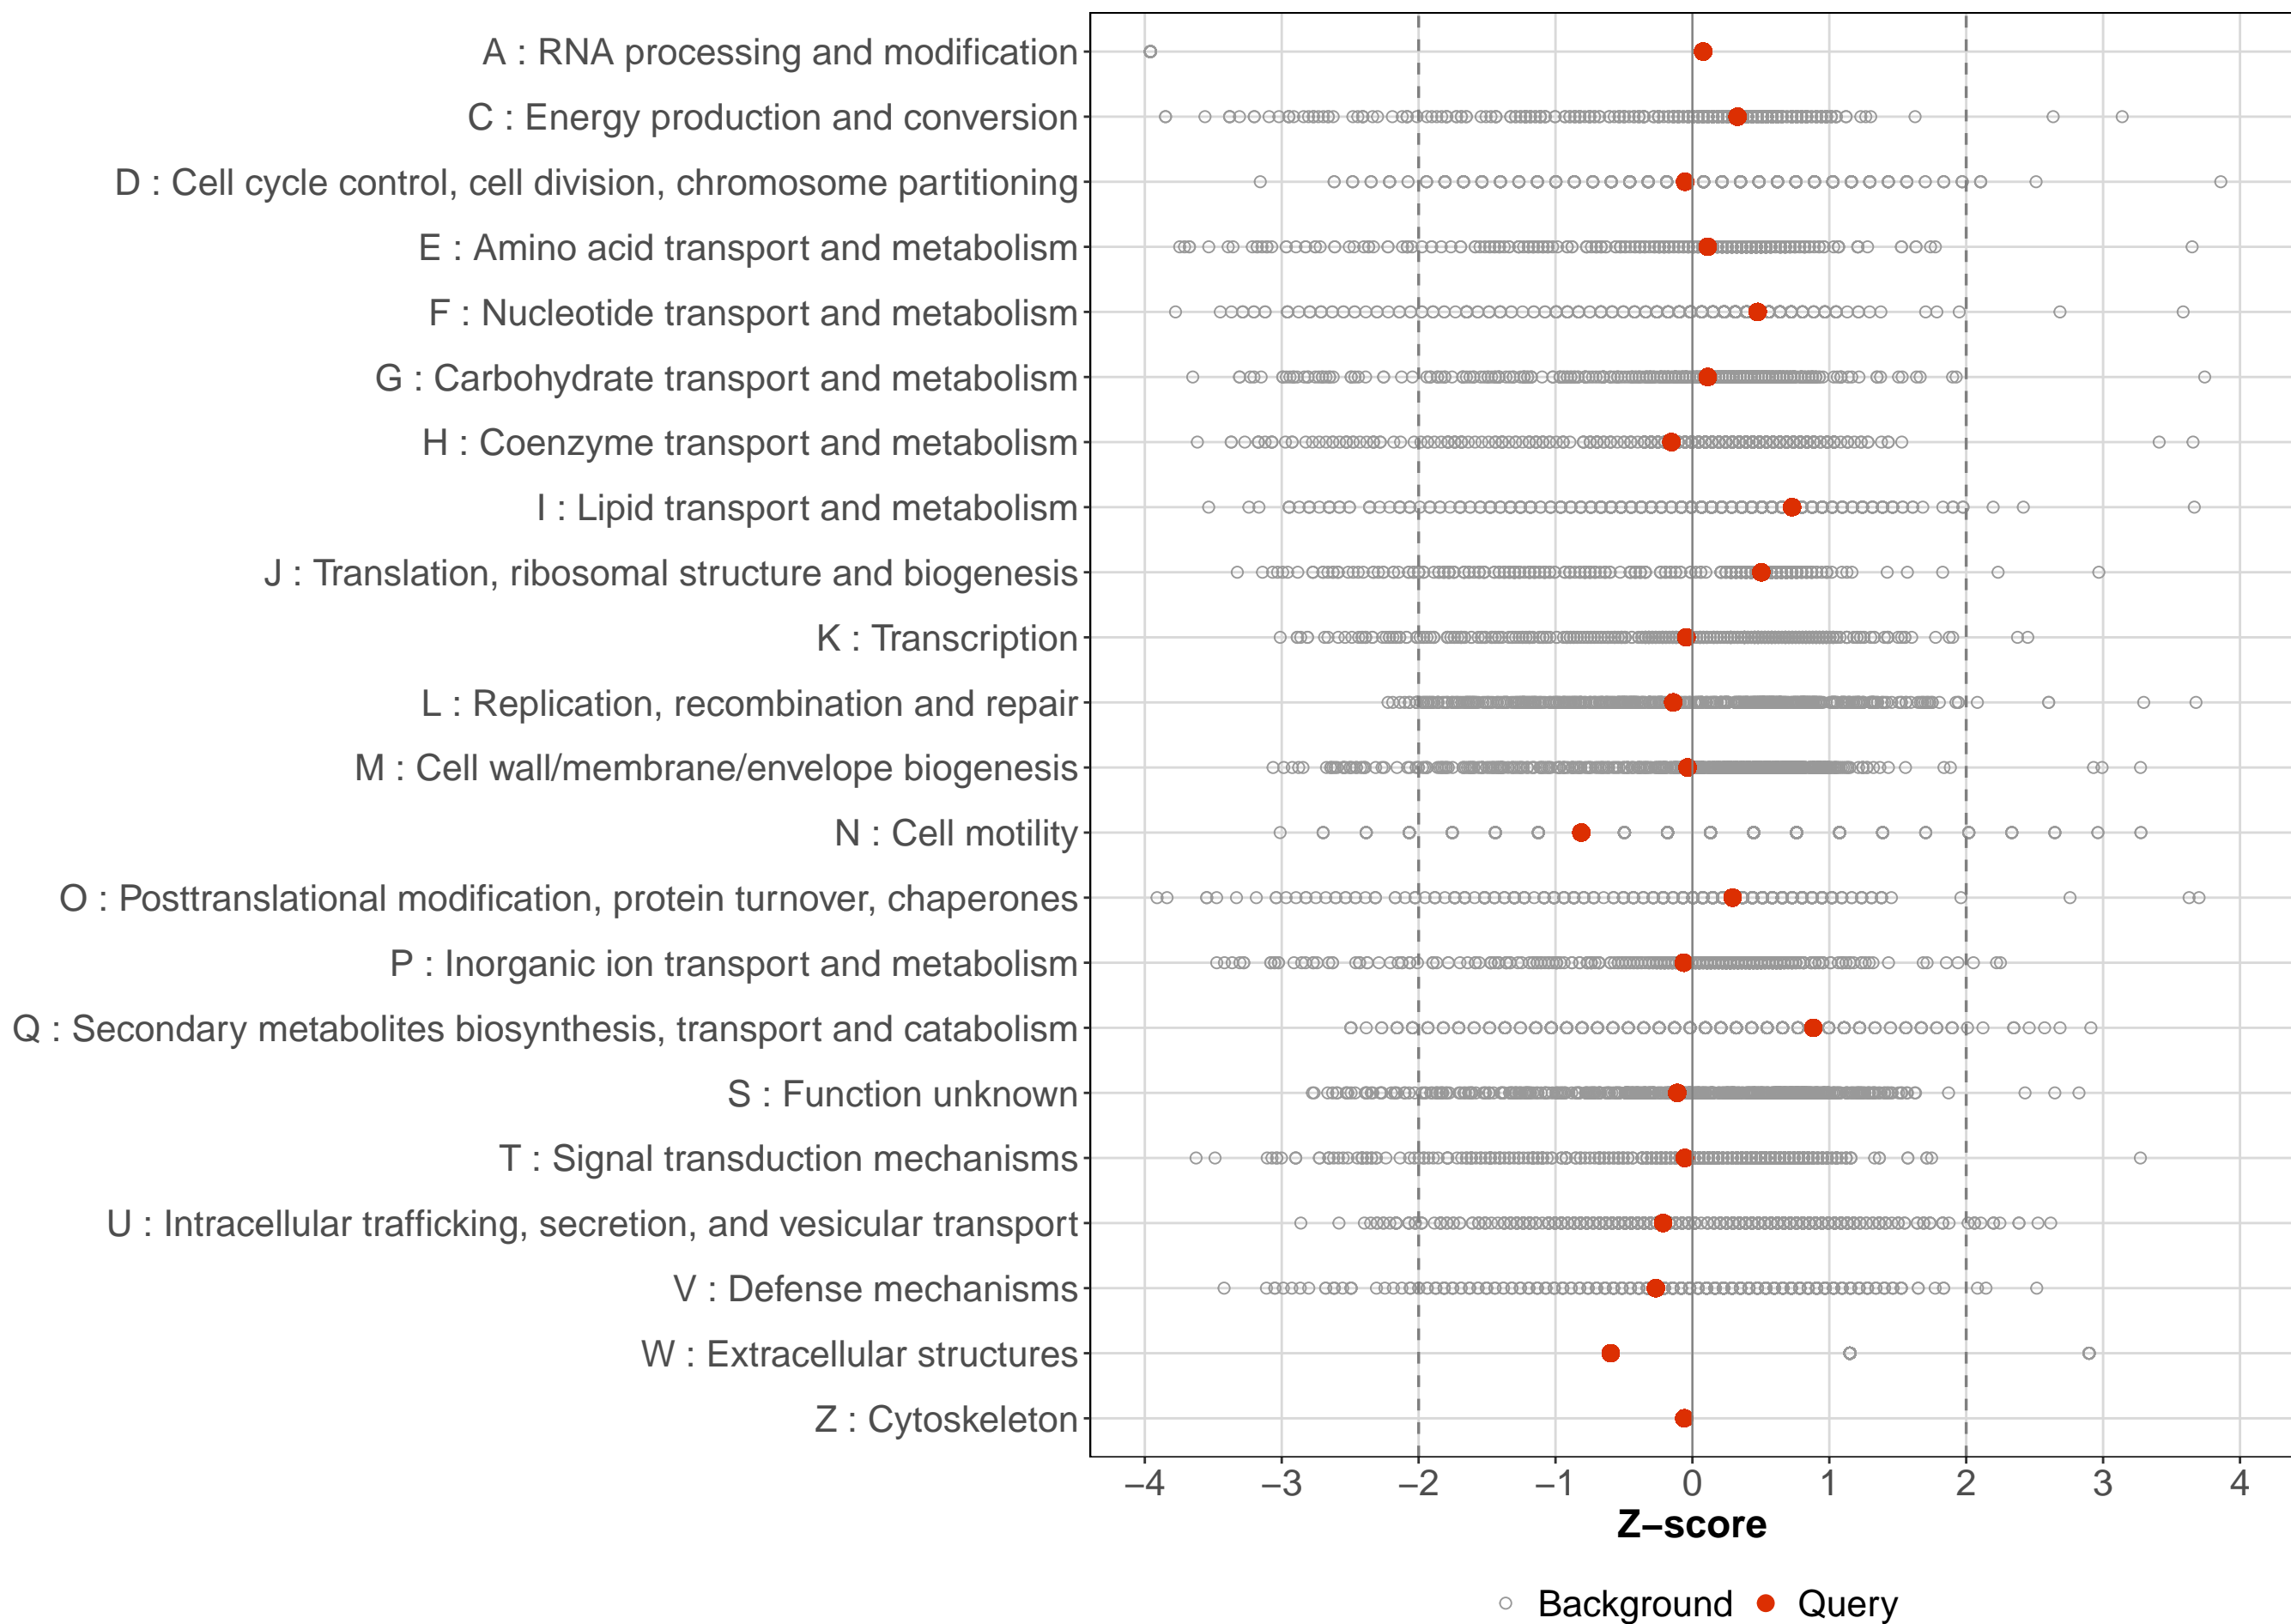 A : RNA processing and modification
C : Energy production and conversion
D : Cell cycle control, cell division, chromosome partitioning
E : Amino acid transport and metabolism
F : Nucleotide transport and metabolism
G : Carbohydrate transport and metabolism
H : Coenzyme transport and metabolism
I : Lipid transport and metabolism
J : Translation, ribosomal structure and biogenesis
K : Transcription
L : Replication, recombination and repair
M : Cell wall/membrane/envelope biogenesis
N : Cell motility
O : Posttranslational modification, protein turnover, chaperones
P : Inorganic ion transport and metabolism
Q : Secondary metabolites biosynthesis, transport and catabolism
S : Function unknown
T : Signal transduction mechanisms
U : Intracellular trafficking, secretion, and vesicular transport
V : Defense mechanisms
W : Extracellular structures
Z : Cytoskeleton
−4 −3 −2 −1 0 1 2 3 4
Z−score
Background Query